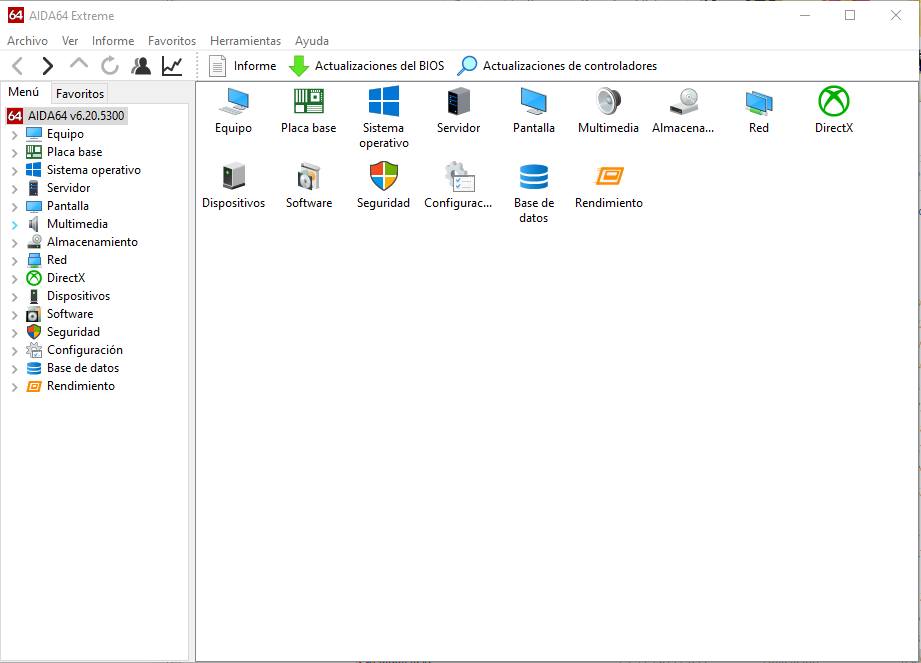 64 AIDA64 Extreme
Archivo Ver Informe Favoritos Herramientas Ayuda
Informe Actualizaciones del BIOS Actualizaciones de controladores
Menú Favoritos
64 AIDA64 v6.20.5300
Equipo
Placa base
Sistema operativo
Servidor
Pantalla
Multimedia
Almacenamiento
Red
DirectX
Dispositivos
Software
Seguridad
Configuración
Base de datos
Rendimiento
Equipo Placa base Sistema Servidor Pantalla Multimedia Almacena... Red DirectX
operativo
Dispositivos Software Seguridad Configurac... Base de Rendimiento
datos